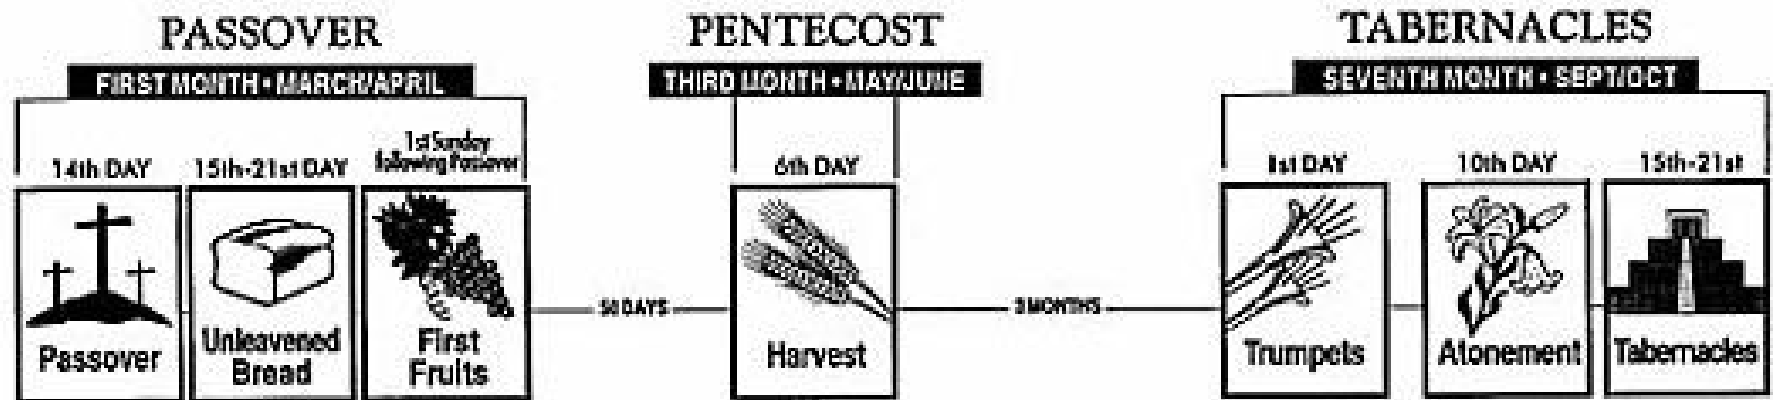 PASSOVER
FIRST MONTH • MARCH/APRIL
14th DAY
Passover
15th-21st DAY
Unleavened
Bread
1st Sunday
following Passover
First
Fruits
50 DAYS
PENTECOST
THIRD MONTH • MAY/JUNE
6th DAY
Harvest
3 MONTHS
TABERNACLES
SEVENTH MONTH • SEPT/OCT
1st DAY
Trumpets
10th DAY
Atonement
15th-21st
Tabernacles